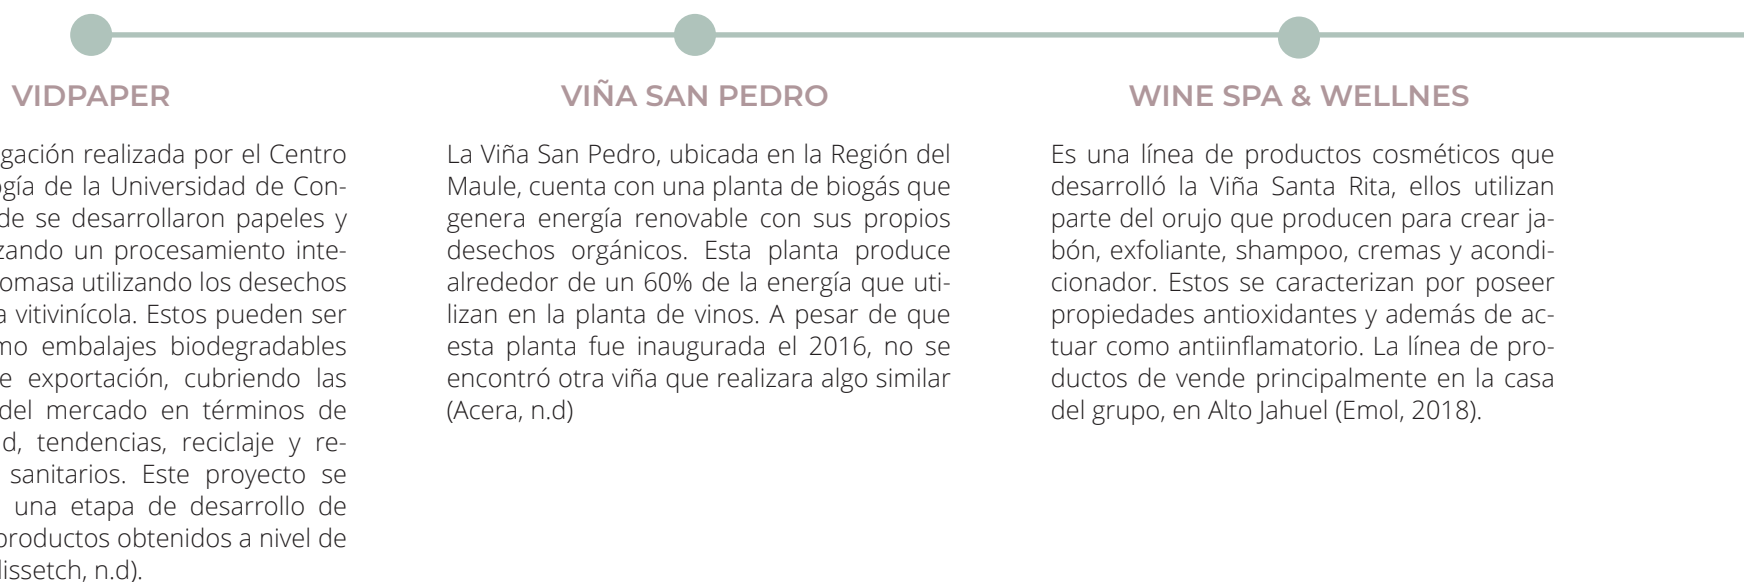 VIDPAPER
gación realizada por el Centro
gía de la Universidad de Con-
de se desarrollaron papeles y
zando un procesamiento inte-
omasa utilizando los desechos
a vitivinícola. Estos pueden ser
mo embalajes biodegradables
e exportación, cubriendo las
del mercado en términos de
d, tendencias, reciclaje y re-
sanitarios. Este proyecto se
una etapa de desarrollo de
productos obtenidos a nivel de
lissetch, n.d).
VIÑA SAN PEDRO
La Viña San Pedro, ubicada en la Región del
Maule, cuenta con una planta de biogás que
genera energía renovable con sus propios
desechos orgánicos. Esta planta produce
alrededor de un 60% de la energía que uti-
lizan en la planta de vinos. A pesar de que
esta planta fue inaugurada el 2016, no se
encontró otra viña que realizara algo similar
(Acera, n.d)
WINE SPA & WELLNES
Es una línea de productos cosméticos que
desarrolló la Viña Santa Rita, ellos utilizan
parte del orujo que producen para crear ja-
bón, exfoliante, shampoo, cremas y acondi-
cionador. Estos se caracterizan por poseer
propiedades antioxidantes y además de ac-
tuar como antiinflamatorio. La línea de pro-
ductos de vende principalmente en la casa
del grupo, en Alto Jahuel (Emol, 2018).